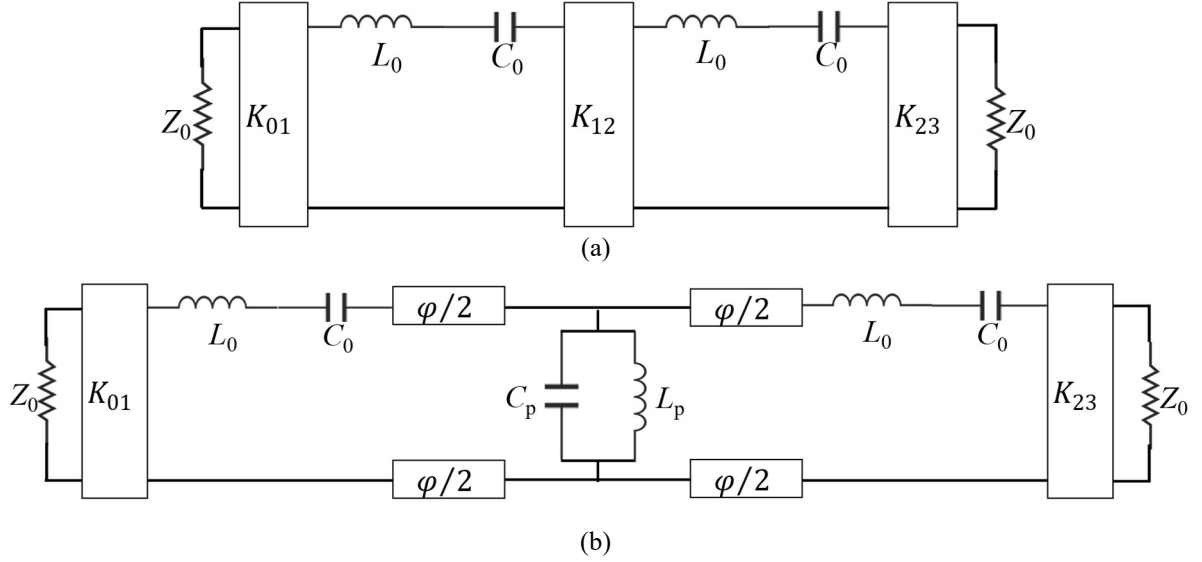 L₀ C₀ L₀ C₀
Z₀ K₀₁ K₁₂ K₂₃ Z₀
(a)
φ/2 φ/2
L₀ C₀ L₀ C₀
Z₀ K₀₁ Cₚ Lₚ K₂₃ Z₀
φ/2 φ/2
(b)